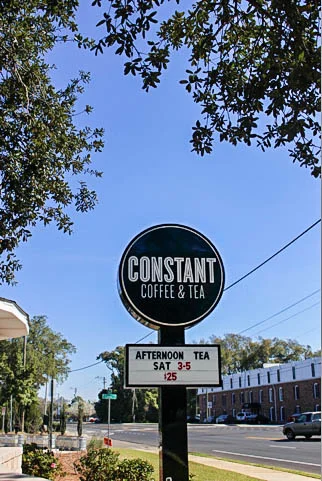 CONSTANT
COFFEE & TEA
AFTERNOON TEA
SAT 3-5
$25